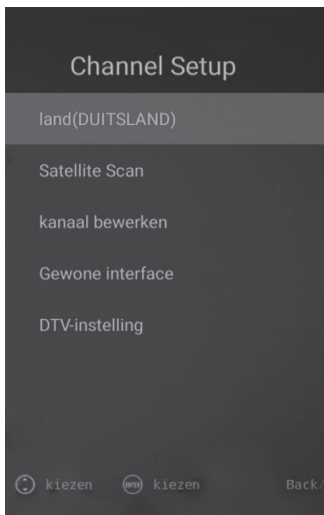 Channel Setup
land(DUITSLAND)
Satellite Scan
kanaal bewerken
Gewone interface
DTV-instelling
kiezen ENTER kiezen Back/